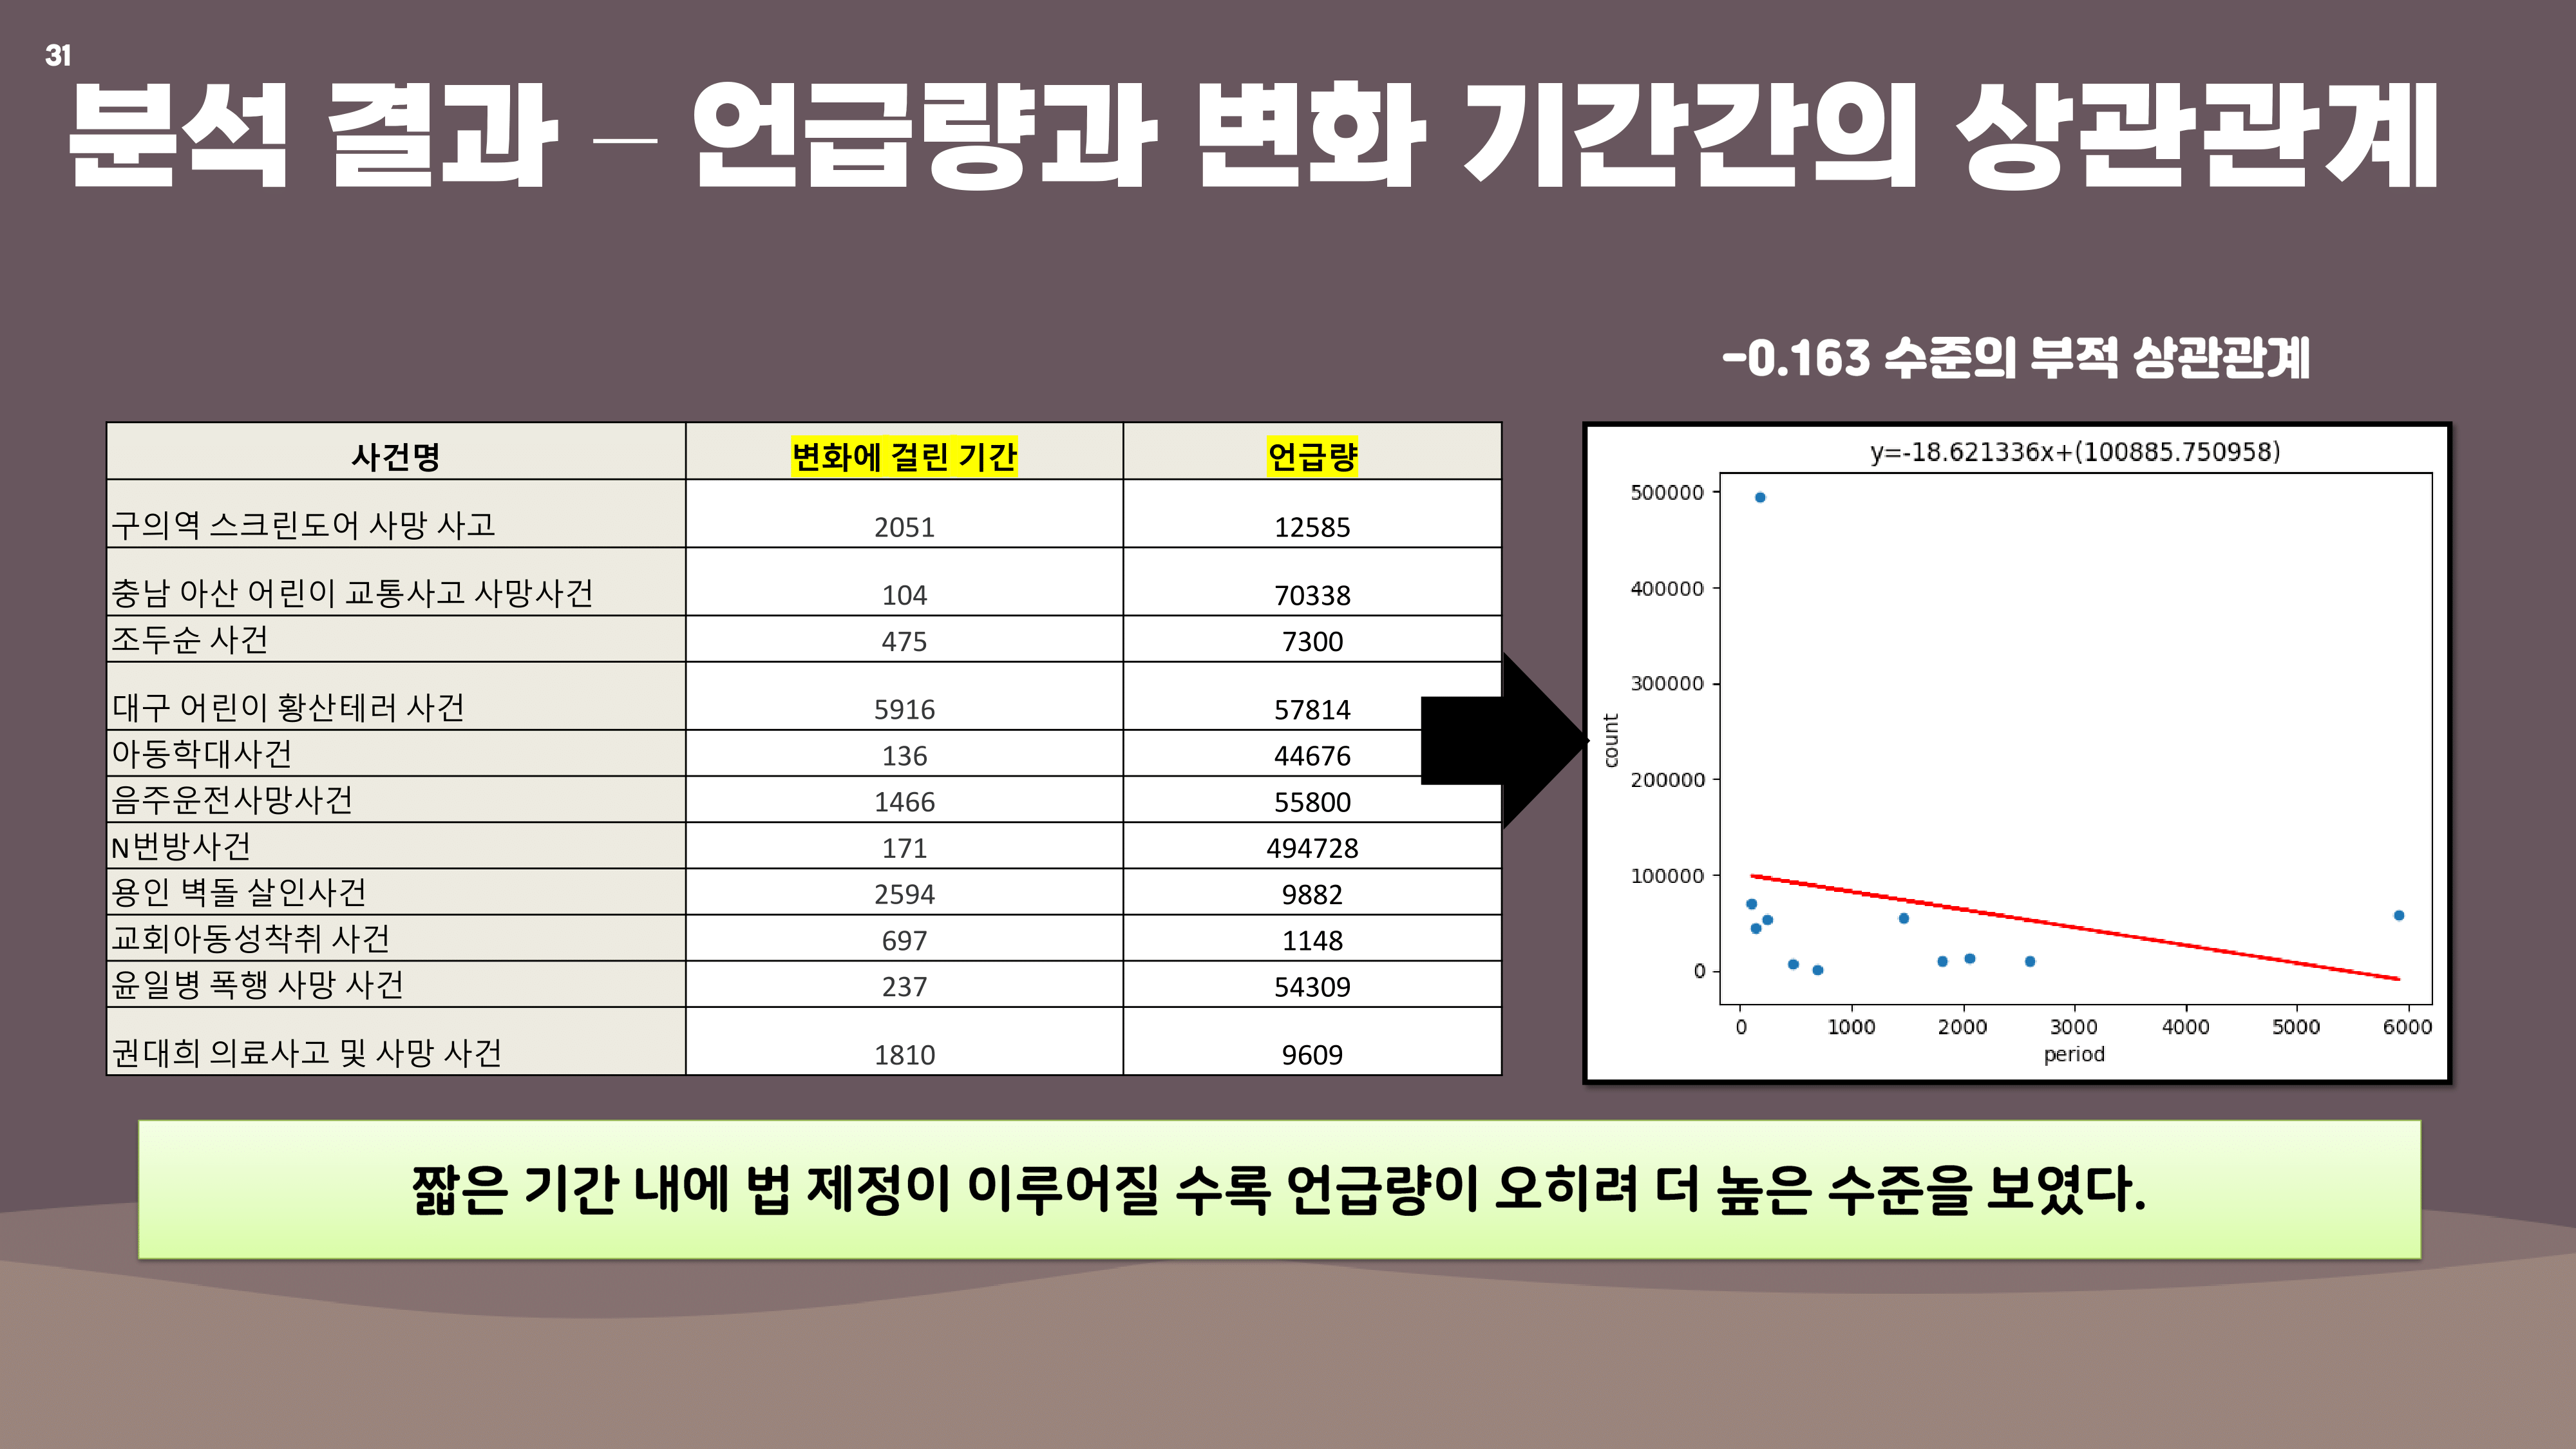 31
분석 결과 – 언급량과 변화 기간간의 상관관계
-0.163 수준의 부적 상관관계
사건명 변화에 걸린 기간 언급량
구의역 스크린도어 사망 사고 2051 12585
충남 아산 어린이 교통사고 사망사건 104 70338
조두순 사건 475 7300
대구 어린이 황산테러 사건 5916 57814
아동학대사건 136 44676
음주운전사망사건 1466 55800
N번방사건 171 494728
용인 벽돌 살인사건 2594 9882
교회아동성착취 사건 697 1148
윤일병 폭행 사망 사건 237 54309
권대희 의료사고 및 사망 사건 1810 9609
y=-18.621336x+(100885.750958)
500000
400000
300000
200000
100000
0
count
0 1000 2000 3000 4000 5000 6000
period
짧은 기간 내에 법 제정이 이루어질 수록 언급량이 오히려 더 높은 수준을 보였다.